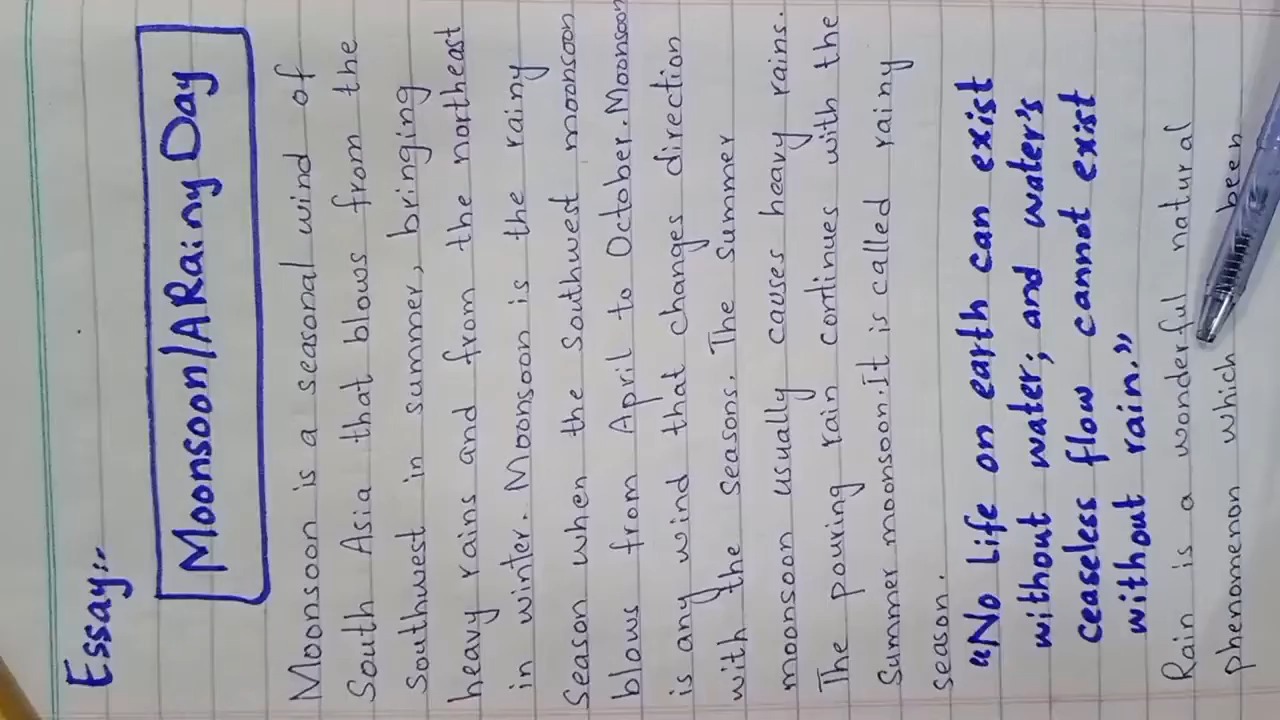 Essay:-
Moonsoon/A Rainy Day
Moonsoon is a seasonal wind of
South Asia that blows from the
Southwest in summer, bringing
heavy rains and from the northeast
in winter. Moonsoon is the rainy
Season when the Southwest moonsoon
blows from April to October. Moonsoon
is any wind that changes direction
with the seasons. The Summer
moonsoon usually causes heavy rains.
The pouring rain continues with the
Summer moonsoon. It is called rainy
season.
"No Life on earth can exist
without water; and water's
ceaseless flow cannot exist
without rain."
Rain is a wonderful natural
phenomenon which been